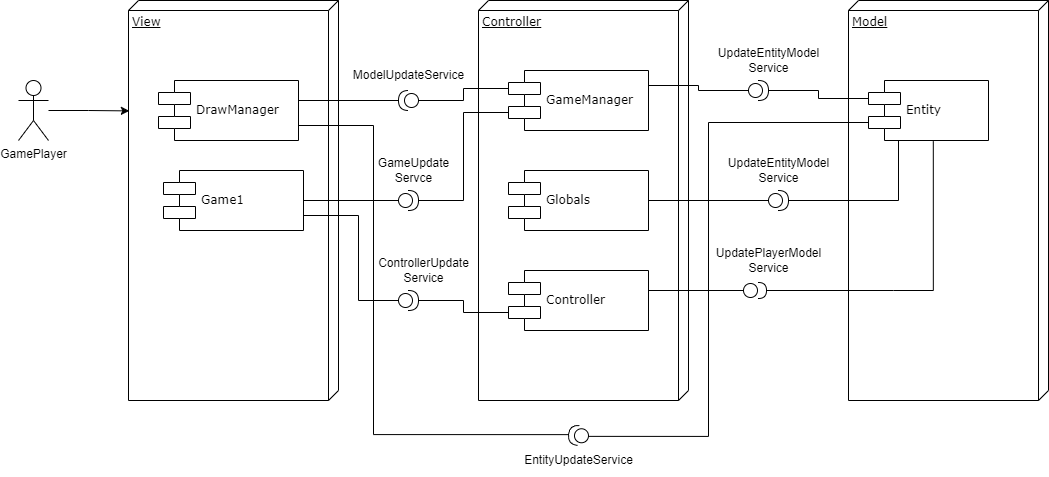 View
Controller
Model
UpdateEntityModel
Service
ModelUpdateService
DrawManager
GameManager
Entity
GamePlayer
GameUpdate
Servce
UpdateEntityModel
Service
Game1
Globals
ControllerUpdate
Service
UpdatePlayerModel
Service
Controller
EntityUpdateService